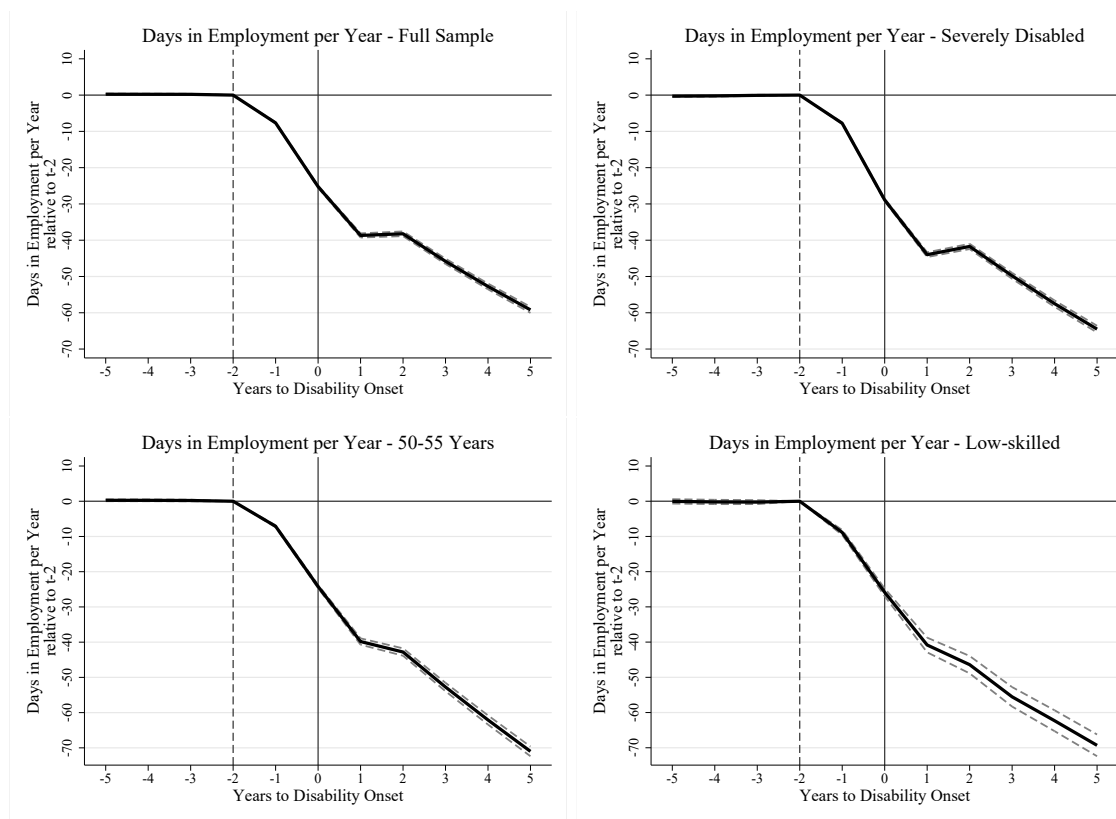 Days in Employment per Year - Full Sample
Days in Employment per Year
relative to t-2
10
0
-10
-20
-30
-40
-50
-60
-70
-5 -4 -3 -2 -1 0 1 2 3 4 5
Years to Disability Onset
Days in Employment per Year - Severely Disabled
Days in Employment per Year
relative to t-2
10
0
-10
-20
-30
-40
-50
-60
-70
-5 -4 -3 -2 -1 0 1 2 3 4 5
Years to Disability Onset
Days in Employment per Year - 50-55 Years
Days in Employment per Year
relative to t-2
10
0
-10
-20
-30
-40
-50
-60
-70
-5 -4 -3 -2 -1 0 1 2 3 4 5
Years to Disability Onset
Days in Employment per Year - Low-skilled
Days in Employment per Year
relative to t-2
10
0
-10
-20
-30
-40
-50
-60
-70
-5 -4 -3 -2 -1 0 1 2 3 4 5
Years to Disability Onset